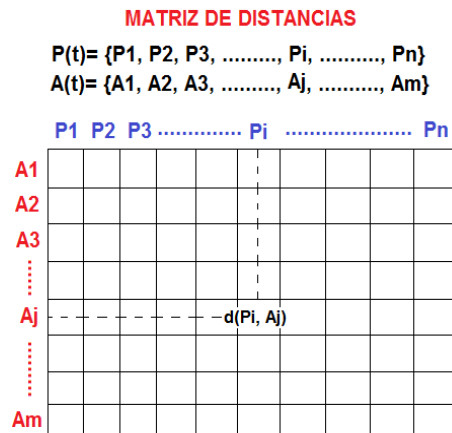 MATRIZ DE DISTANCIAS
P(t)= {P1, P2, P3, ........., Pi, .........., Pn}
A(t)= {A1, A2, A3, ........., Aj, .........., Am}
P1 P2 P3 .............. Pi ..................... Pn
A1
A2
A3
......
Aj d(Pi, Aj)
.........
Am